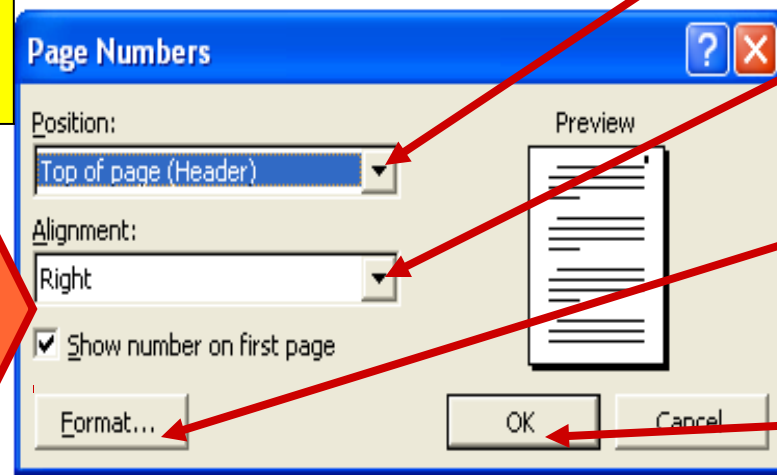 Page Numbers
Position:
Preview
Top of page (Header)
Alignment:
Right
Show number on first page
Format...
OK
Cancel